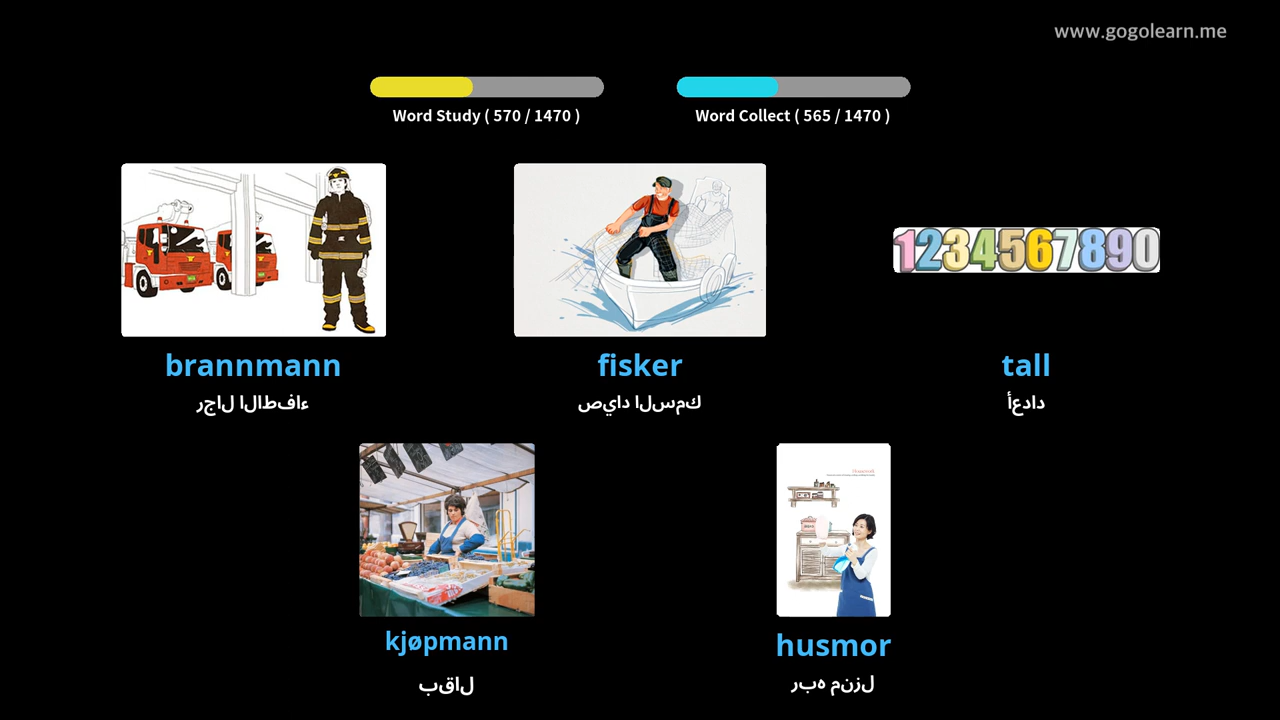 www.gogolearn.me
Word Study ( 570 / 1470 )
Word Collect ( 565 / 1470 )
1234567890
brannmann
fisker
tall
رجال الاطفاء
صياد السمك
أعداد
kjøpmann
husmor
بقال
ربه منزل